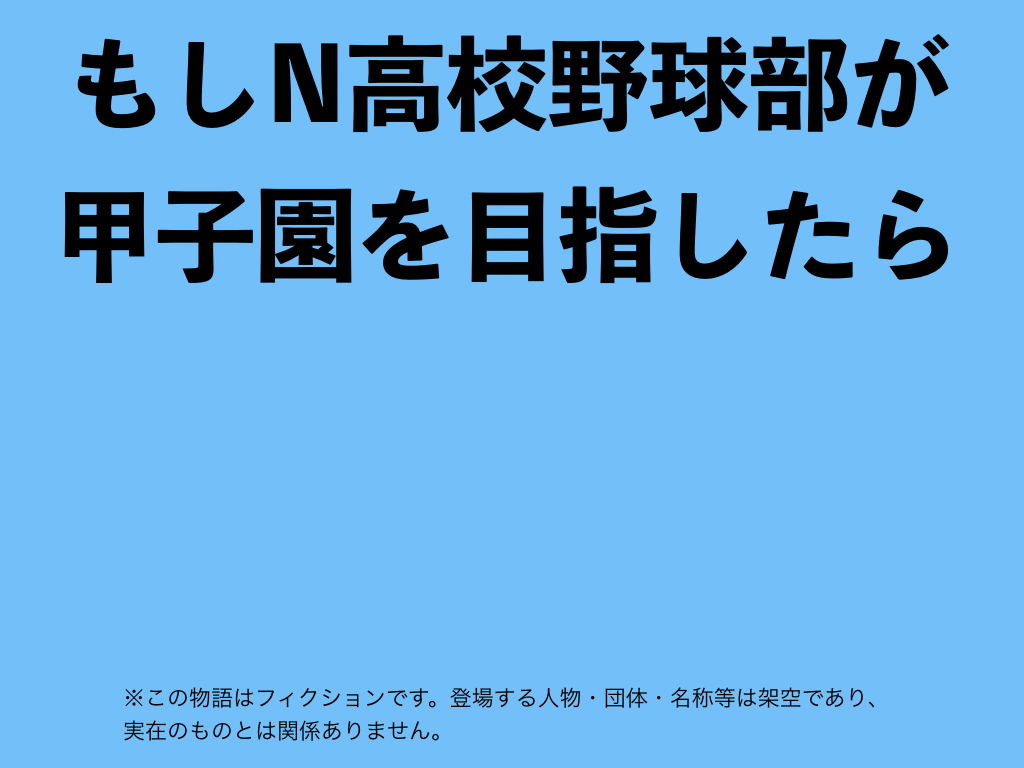 もしN高校野球部が
甲子園を目指したら
※この物語はフィクションです。登場する人物・団体・名称等は架空であり、
実在のものとは関係ありません。